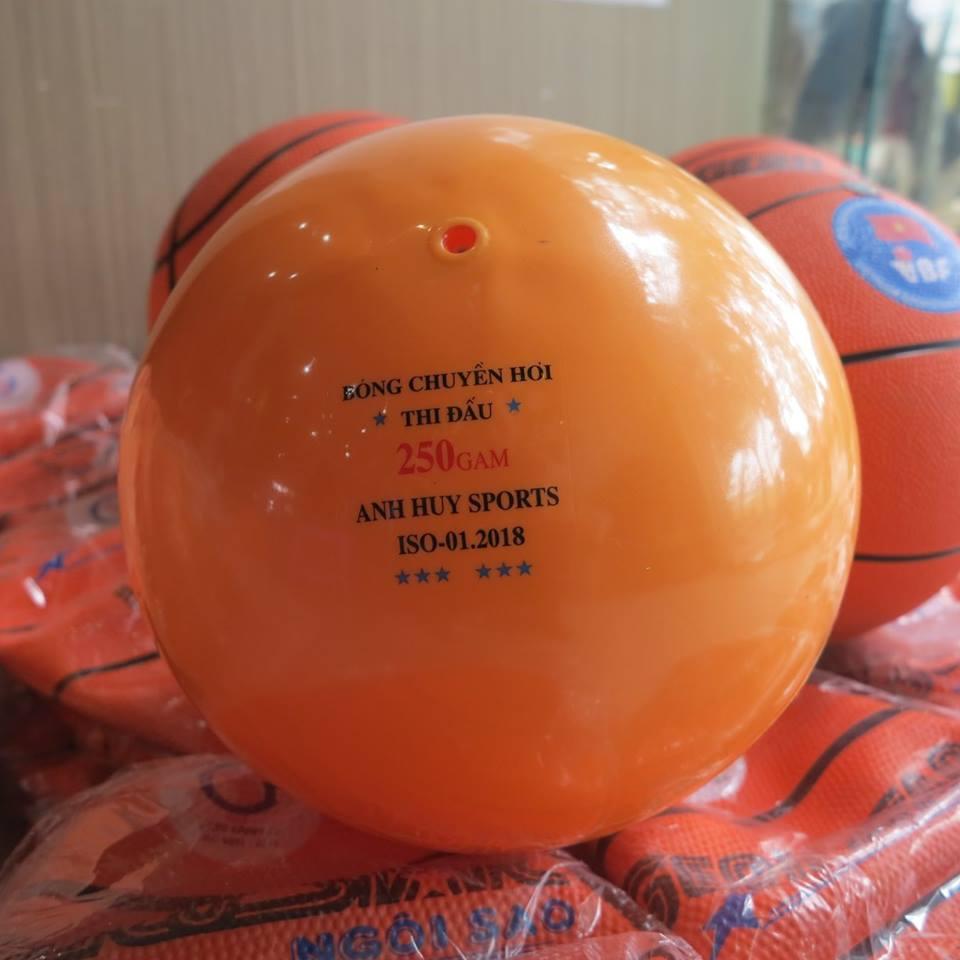 BÓNG CHUYỀN HƠI
★ THI ĐẤU ★
250GAM
ANH HUY SPORTS
ISO-01.2018
★★★ ★★★
NGÔI SAO